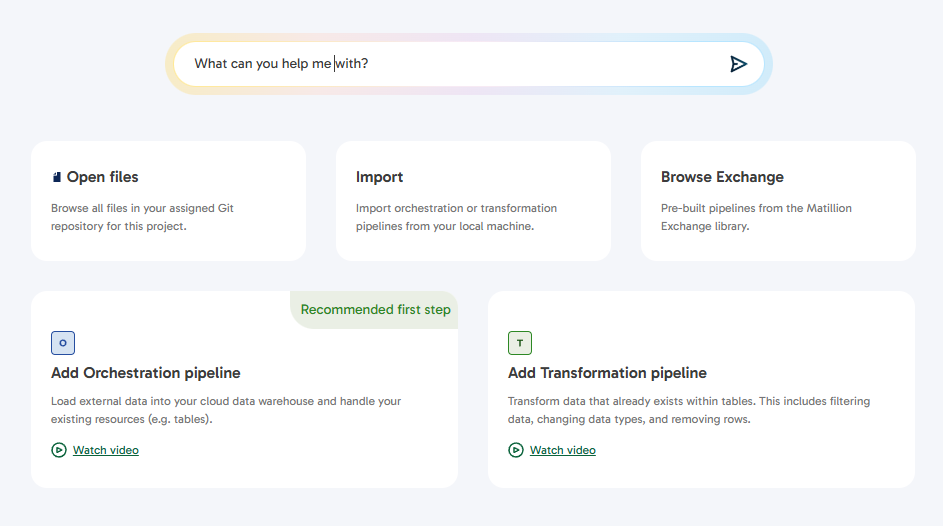 What can you help me with?
Open files
Browse all files in your assigned Git
repository for this project.
Import
Import orchestration or transformation
pipelines from your local machine.
Browse Exchange
Pre-built pipelines from the Matillion
Exchange library.
Recommended first step
O
Add Orchestration pipeline
Load external data into your cloud data warehouse and handle your
existing resources (e.g. tables).
Watch video
T
Add Transformation pipeline
Transform data that already exists within tables. This includes filtering
data, changing data types, and removing rows.
Watch video